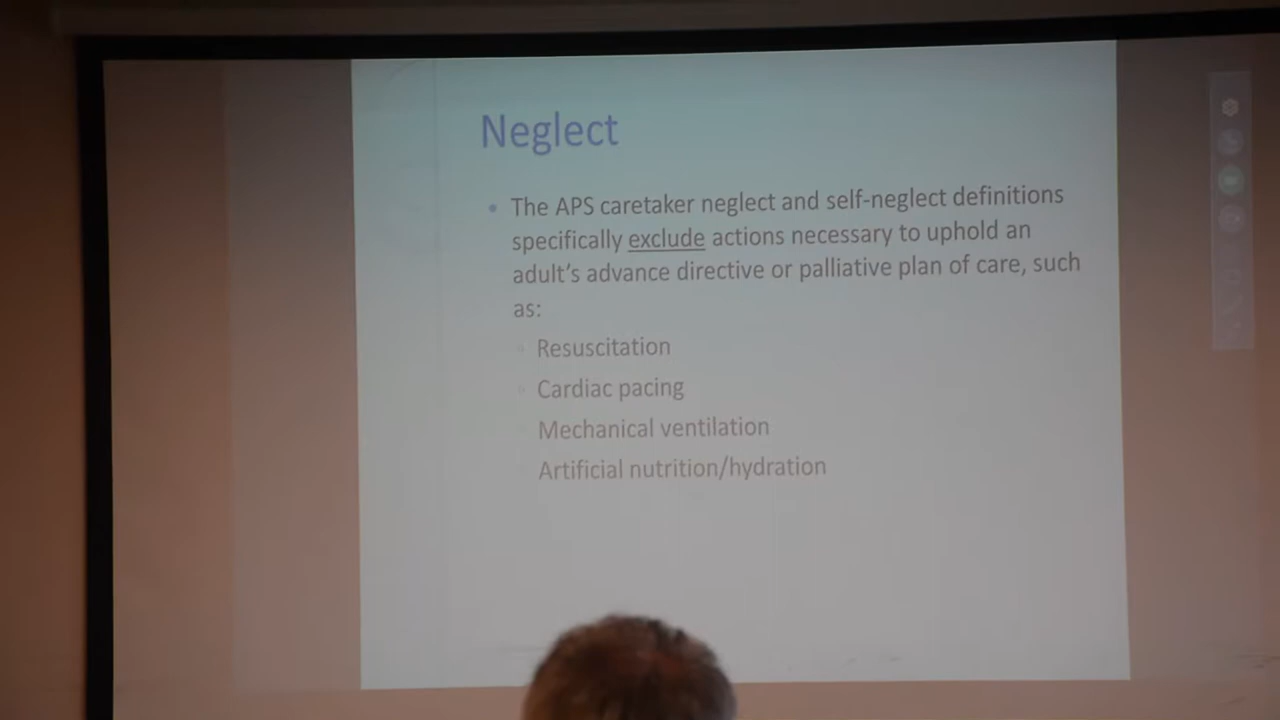 Neglect
• The APS caretaker neglect and self-neglect definitions
specifically exclude actions necessary to uphold an
adult's advance directive or palliative plan of care, such
as:
Resuscitation
Cardiac pacing
Mechanical ventilation
Artificial nutrition/hydration